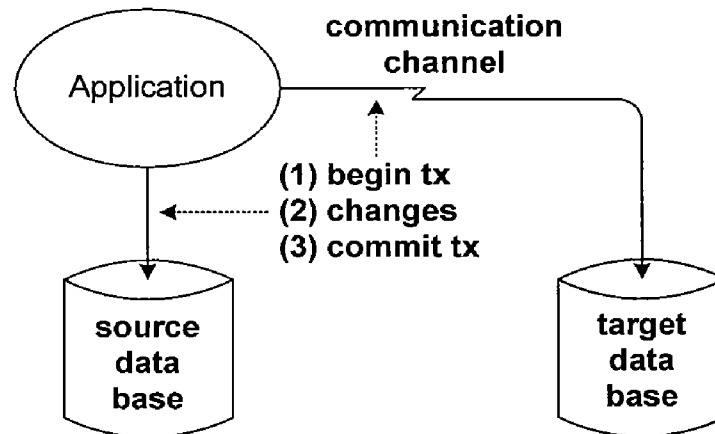 communication
channel
Application
(1) begin tx
(2) changes
(3) commit tx
source
data
base
target
data
base